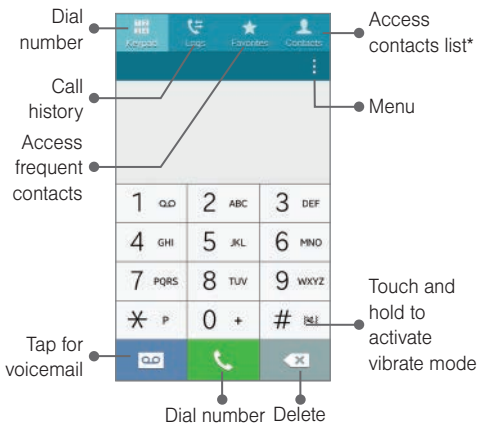 Dial
number
Access
contacts list*
Keypad
Logs
Favorites
Contacts
Call
history
Menu
Access
frequent
contacts
1
2 ABC
3 DEF
4 GHI
5 JKL
6 MNO
7 PQRS
8 TUV
9 WXYZ
* P
0 +
#
Touch and
hold to
activate
vibrate mode
Tap for
voicemail
Dial number
Delete